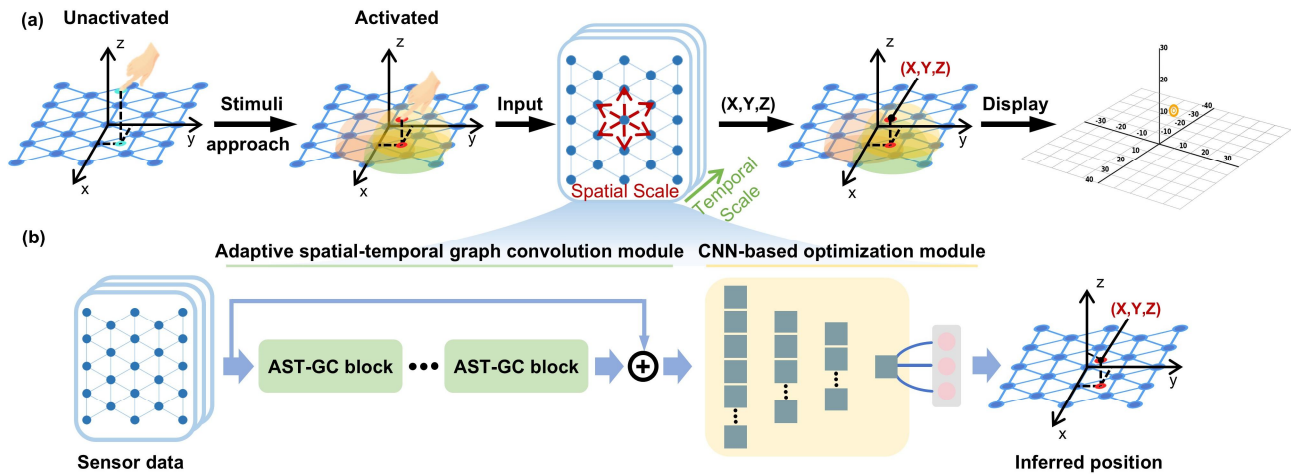 (a)
Unactivated
z
y
x
Stimuli
approach
Activated
z
y
x
Input
Spatial Scale
Temporal
Scale
(X,Y,Z)
z
(X,Y,Z)
y
x
Display
30
20
10
-40
-30
-20
-10
-30
-20
-10
10
20
30
10
20
30
40
(b)
Adaptive spatial-temporal graph convolution module
CNN-based optimization module
AST-GC block
AST-GC block
z
(X,Y,Z)
y
x
Sensor data
Inferred position